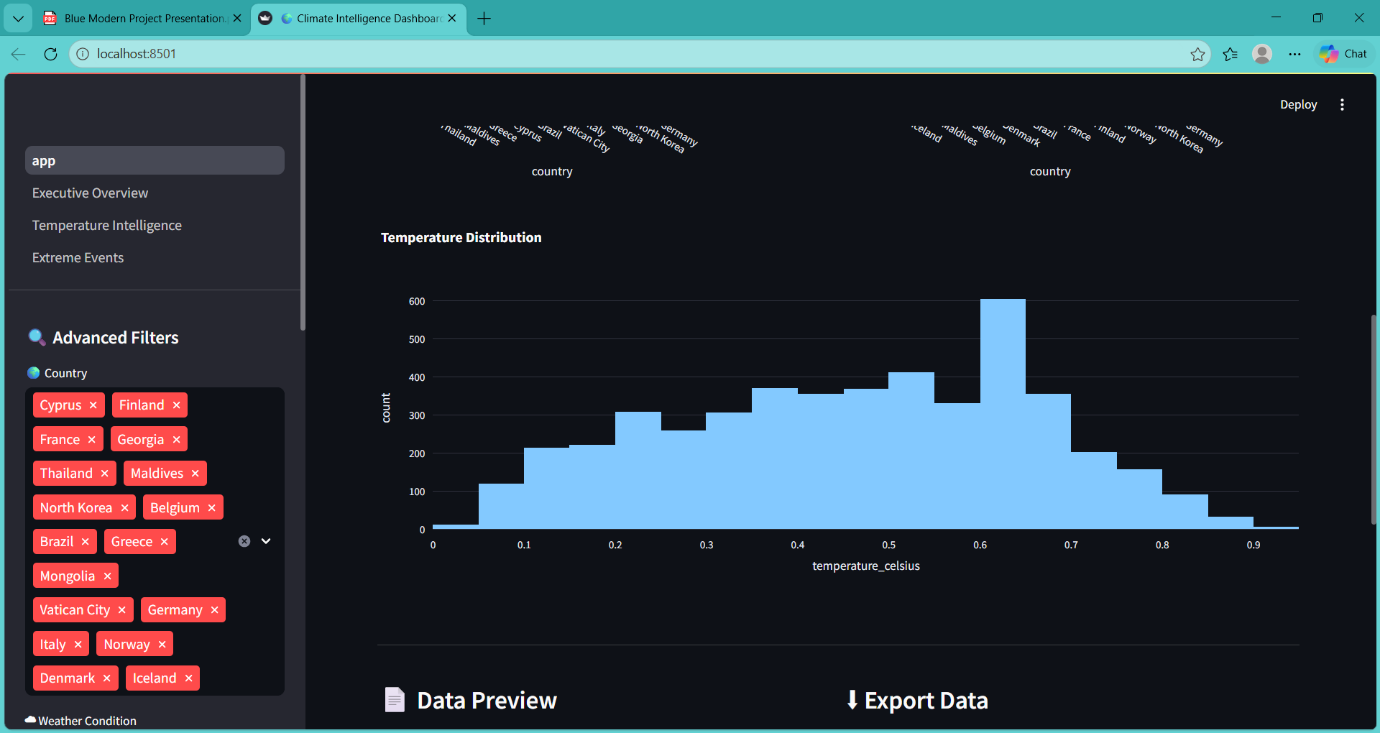 Blue Modern Project Presentation.
Climate Intelligence Dashboar
localhost:8501
Chat
Deploy
app
Executive Overview
Temperature Intelligence
Extreme Events
Advanced Filters
Country
Cyprus × Finland ×
France × Georgia ×
Thailand × Maldives ×
North Korea × Belgium ×
Brazil × Greece ×
Mongolia ×
Vatican City × Germany ×
Italy × Norway ×
Denmark × Iceland ×
Weather Condition
Thailand Maldives Greece Cyprus Brazil Vatican City Italy Georgia North Korea Germany
country
Iceland Maldives Belgium Denmark Brazil France Finland Norway North Korea Germany
country
Temperature Distribution
count
600
500
400
300
200
100
0
0 0.1 0.2 0.3 0.4 0.5 0.6 0.7 0.8 0.9
temperature_celsius
Data Preview
Export Data